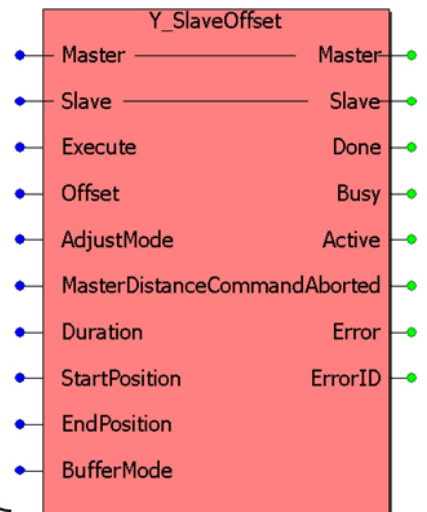 Y_SlaveOffset
Master Master
Slave Slave
Execute Done
Offset Busy
AdjustMode Active
MasterDistanceCommandAborted
Duration Error
StartPosition ErrorID
EndPosition
BufferMode